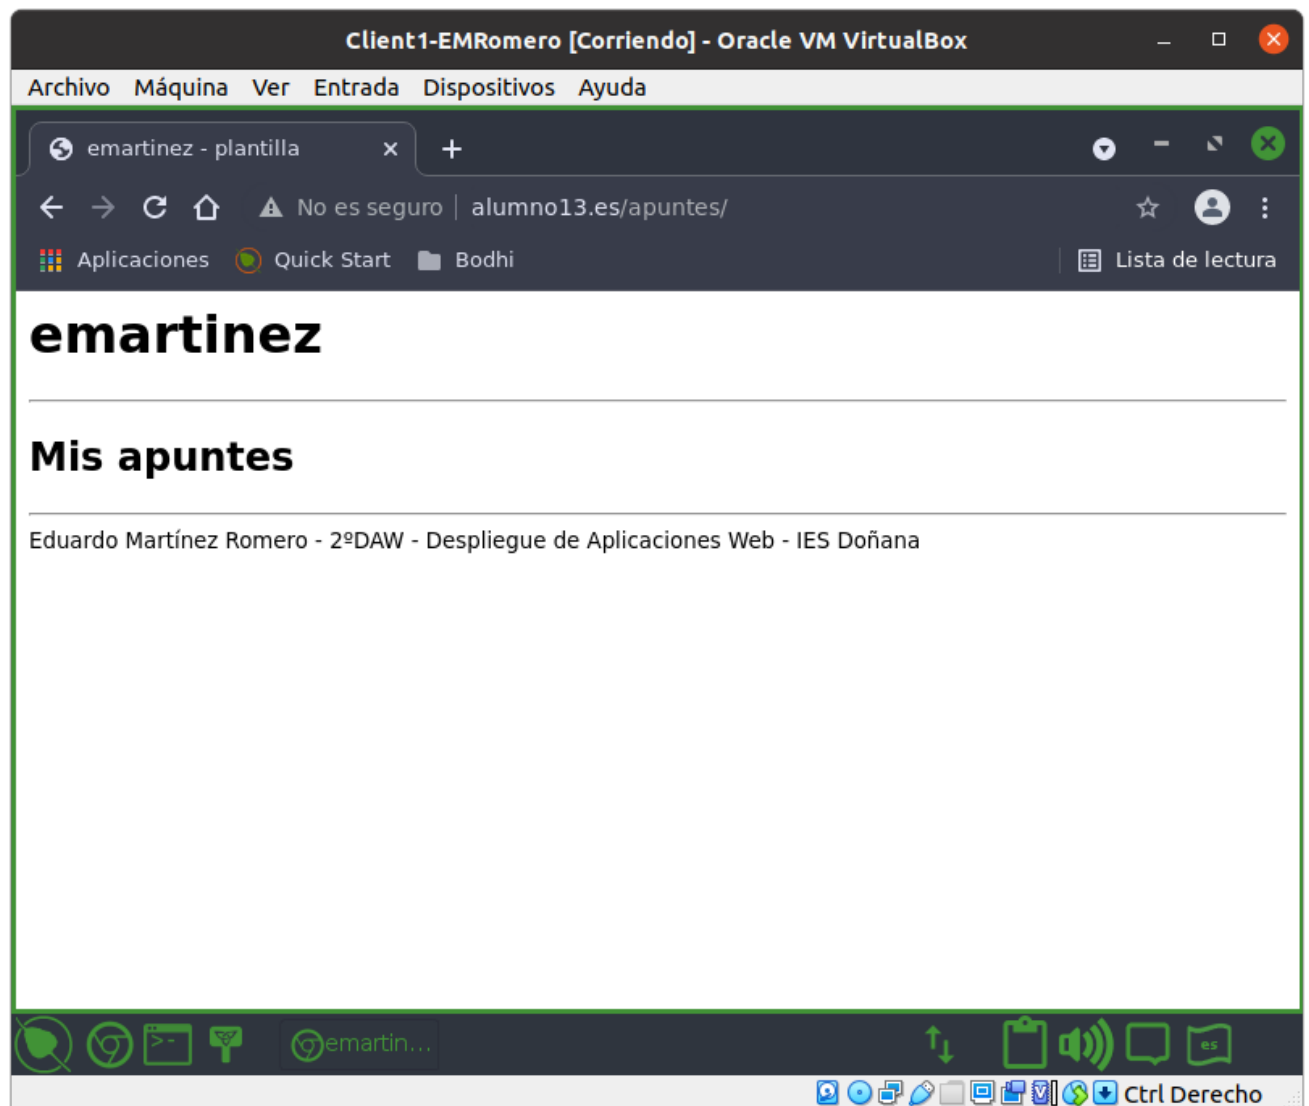 Client1-EMRomero [Corriendo] - Oracle VM VirtualBox
Archivo Máquina Ver Entrada Dispositivos Ayuda
emartinez - plantilla
No es seguro alumno13.es/apuntes/
Aplicaciones Quick Start Bodhi Lista de lectura
emartinez
Mis apuntes
Eduardo Martínez Romero - 2ºDAW - Despliegue de Aplicaciones Web - IES Doñana
emartin... es
Ctrl Derecho